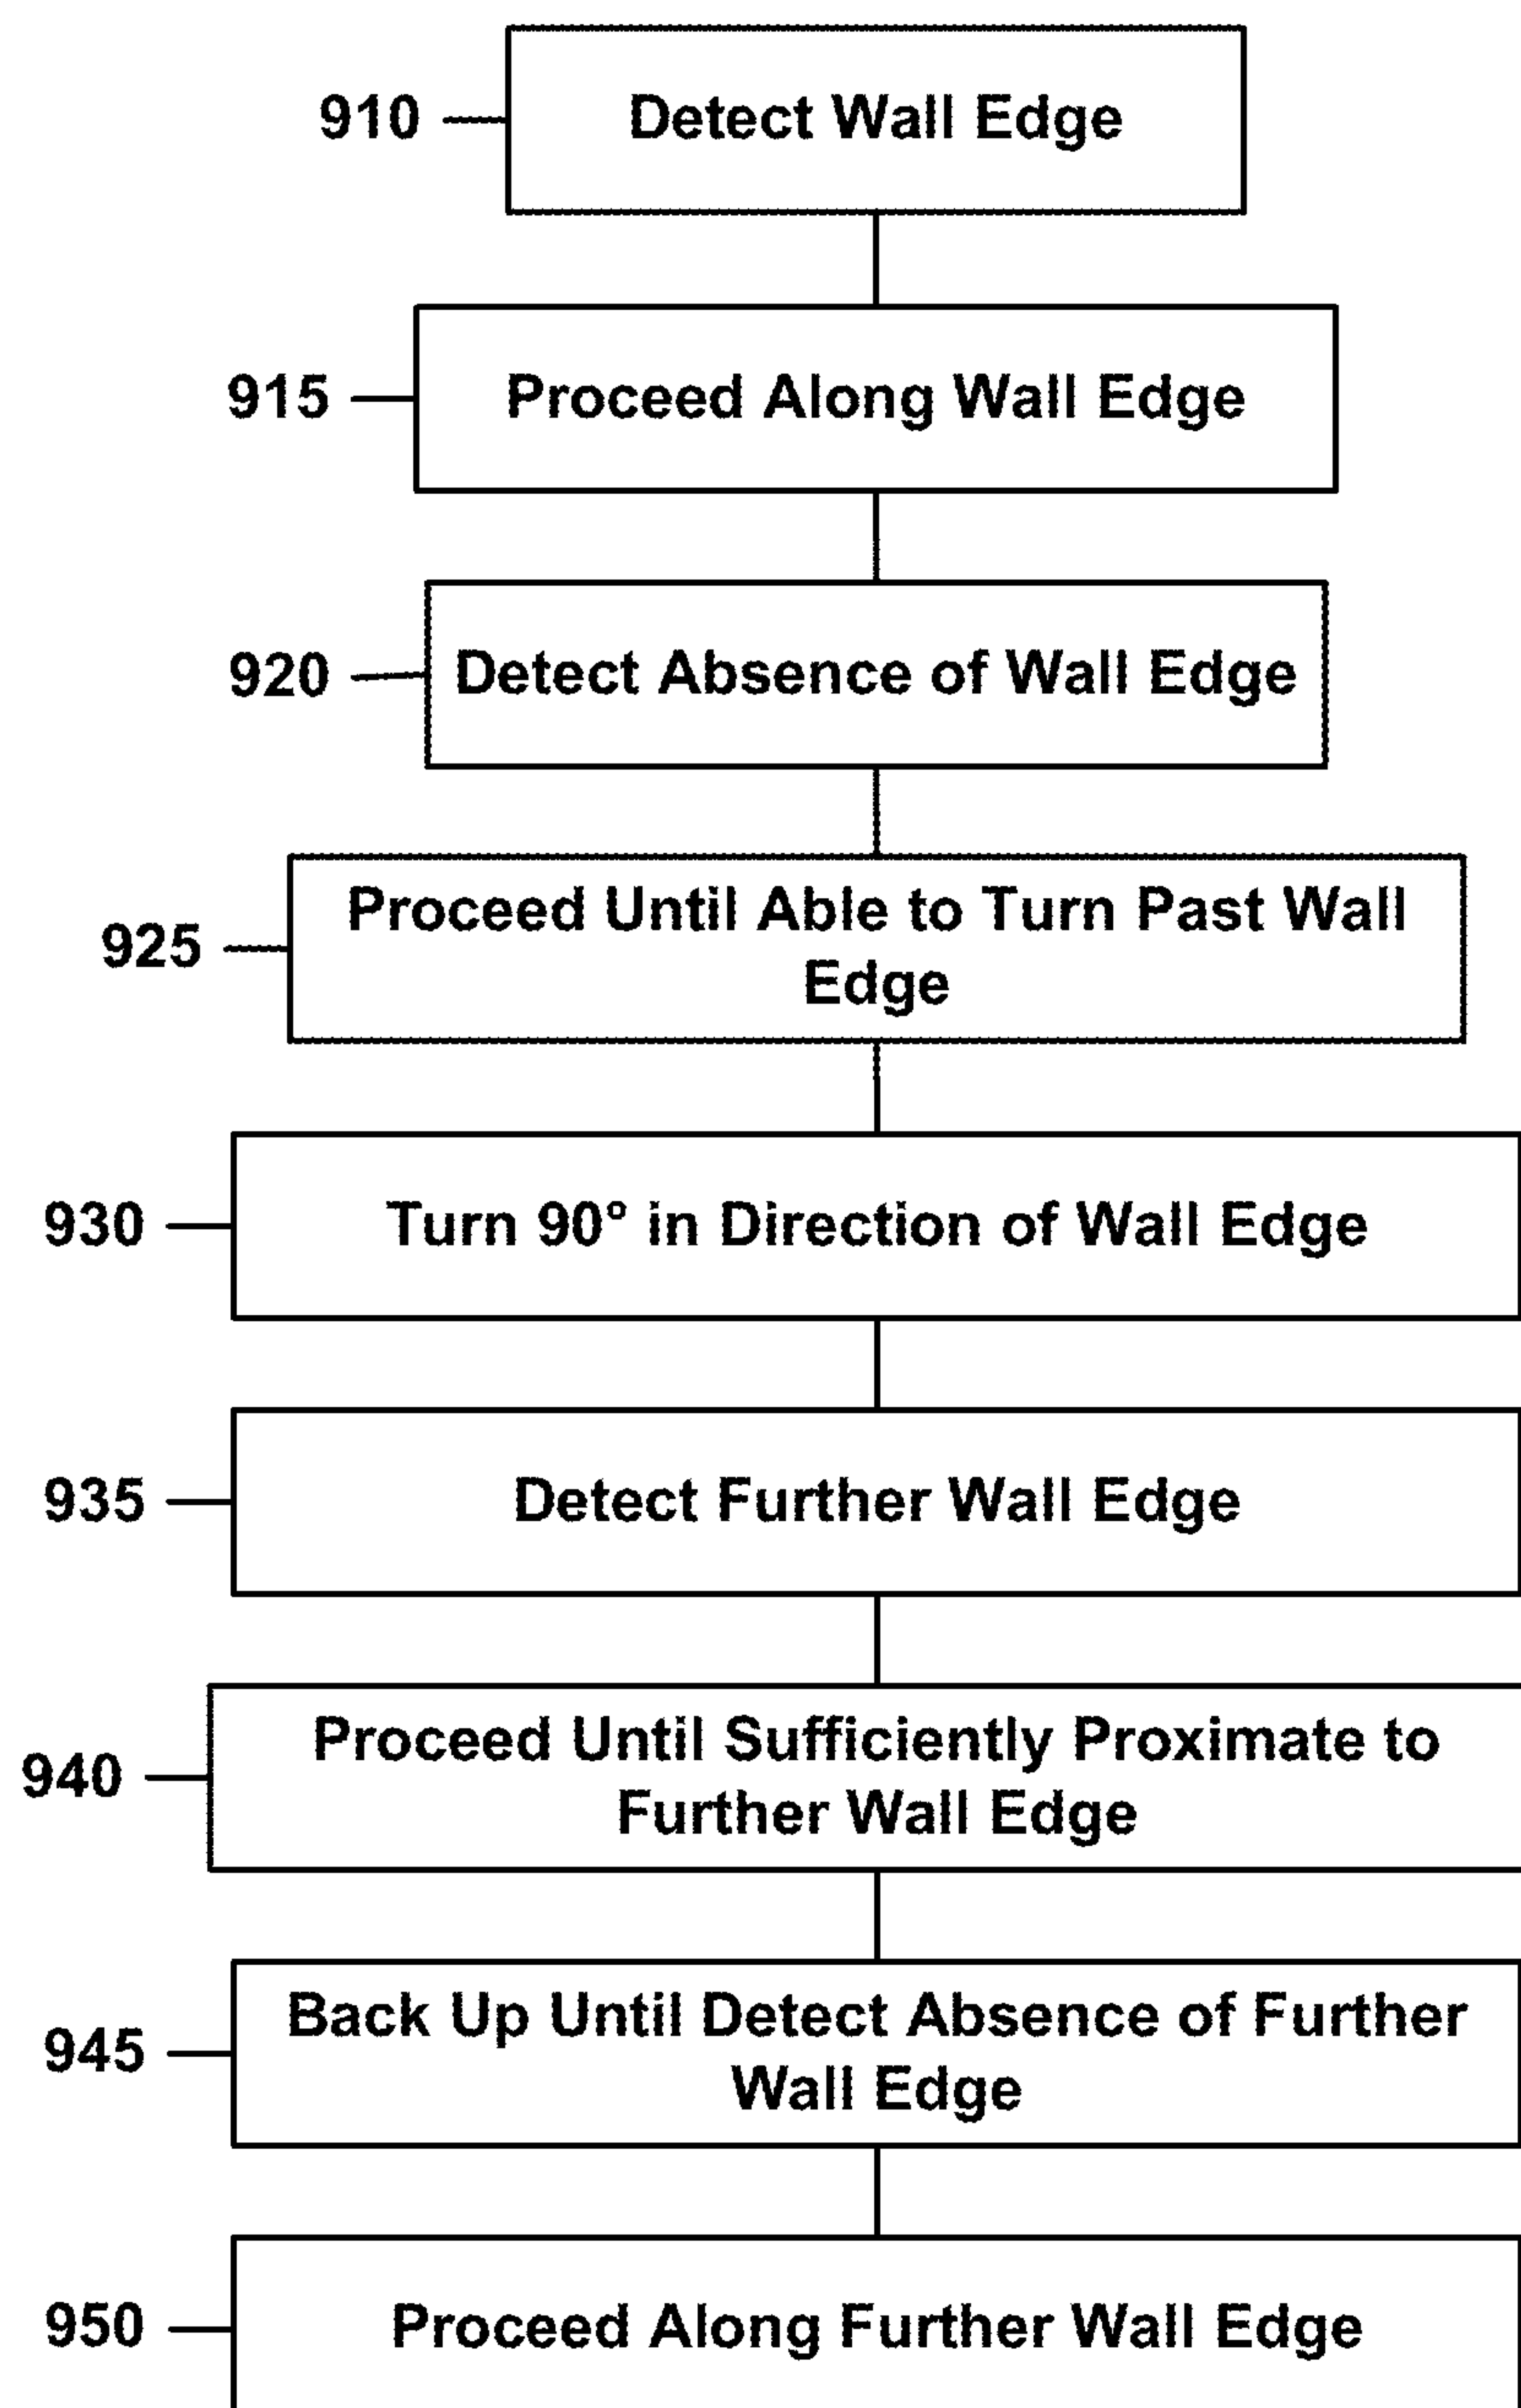 910
Detect Wall Edge
915
Proceed Along Wall Edge
920
Detect Absence of Wall Edge
925
Proceed Until Able to Turn Past Wall
Edge
930
Turn 90° in Direction of Wall Edge
935
Detect Further Wall Edge
940
Proceed Until Sufficiently Proximate to
Further Wall Edge
945
Back Up Until Detect Absence of Further
Wall Edge
950
Proceed Along Further Wall Edge